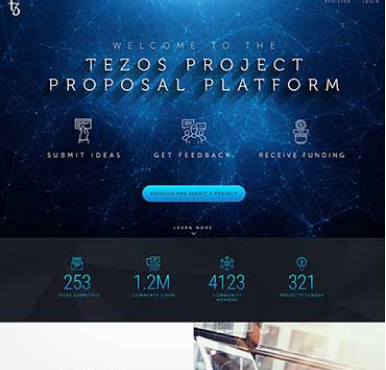 REGISTER LOGIN
WELCOME TO THE
TEZOS PROJECT
PROPOSAL PLATFORM
SUBMIT IDEAS GET FEEDBACK RECEIVE FUNDING
REGISTER AND SUBMIT A PROJECT
LEARN MORE
253 1.2M 4123 321
IDEAS SUBMITTED COMMENTS GIVEN COMMUNITY MEMBERS PROJECTS FUNDED